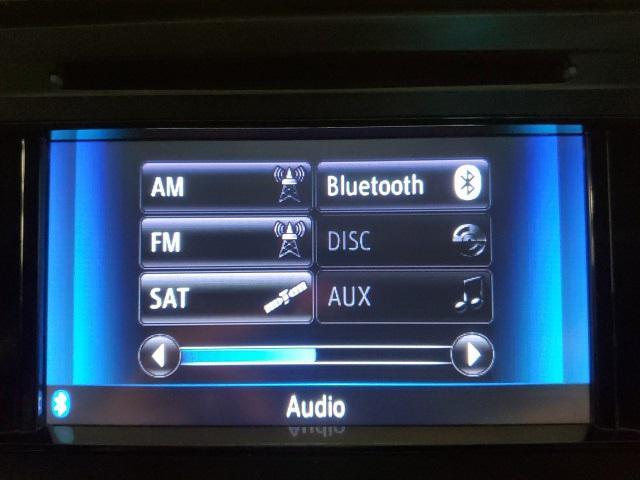 AM
Bluetooth
FM
DISC
SAT
AUX
Audio